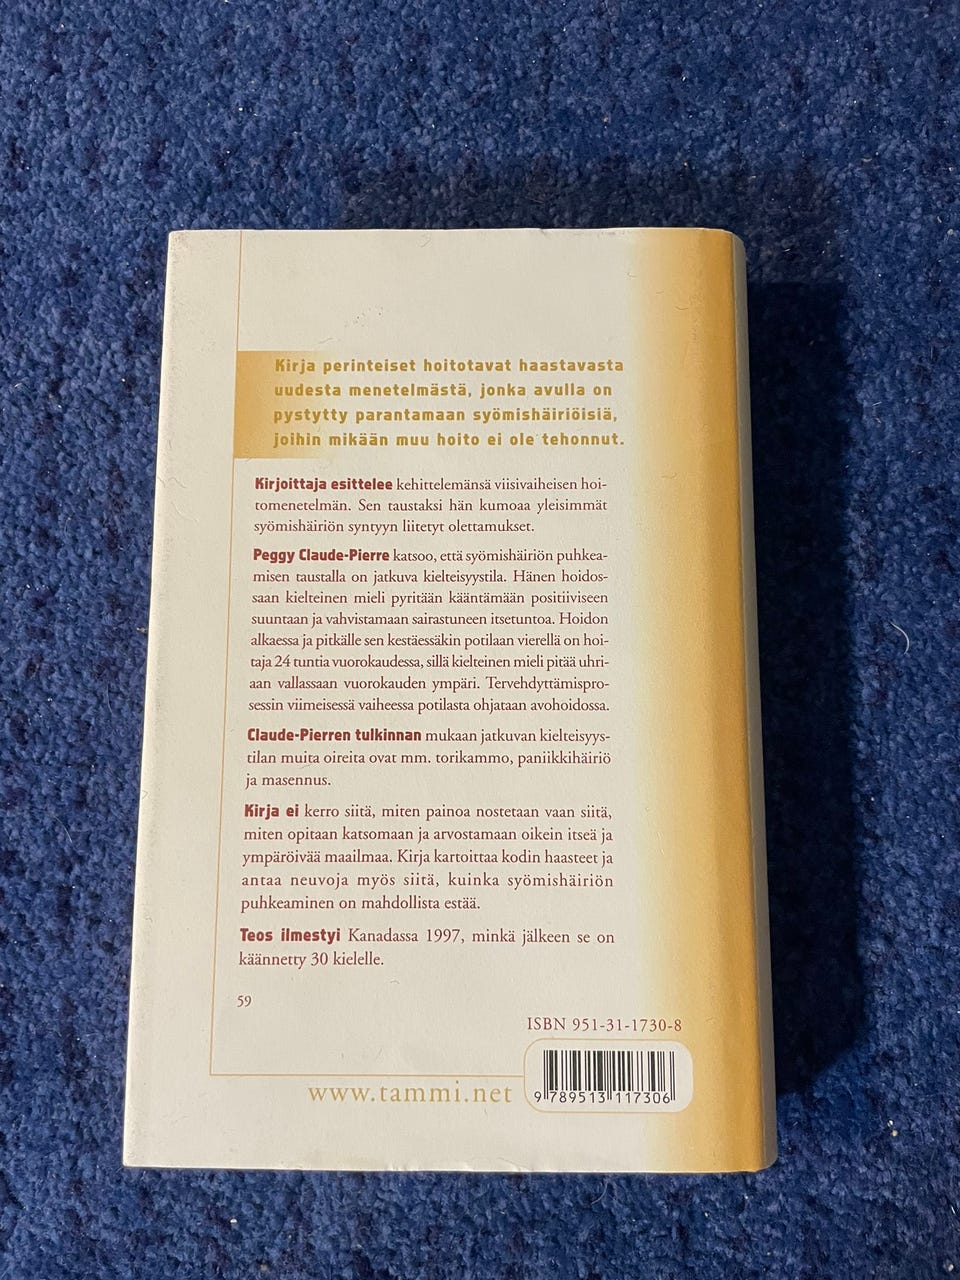 Kirja perinteiset hoitotavat haastavasta
uudesta menetelmästä, jonka avulla on
pystytty parantamaan syömishäiriöisiä,
joihin mikään muu hoito ei ole tehonnut.
Kirjoittaja esittelee kehittelemänsä viisivaiheisen hoi-
tomenetelmän. Sen taustaksi hän kumoaa yleisimmät
syömishäiriön syntyyn liitetyt olettamukset.
Peggy Claude-Pierre katsoo, että syömishäiriön puhkea-
misen taustalla on jatkuva kielteisyystila. Hänen hoidos-
saan kielteinen mieli pyritään kääntämään positiiviseen
suuntaan ja vahvistamaan sairastuneen itsetuntoa. Hoidon
alkaessa ja pitkälle sen kestäessäkin potilaan vierellä on hoi-
taja 24 tuntia vuorokaudessa, sillä kielteinen mieli pitää uhri-
aan vallassaan vuorokauden ympäri. Tervehdyttämispro-
sessin viimeisessä vaiheessa potilasta ohjataan avohoidossa.
Claude-Pierren tulkinnan mukaan jatkuvan kielteisyys-
tilan muita oireita ovat mm. torikammo, paniikkihäiriö
ja masennus.
Kirja ei kerro siitä, miten painoa nostetaan vaan siitä,
miten opitaan katsomaan ja arvostamaan oikein itseä ja
ympäröivää maailmaa. Kirja kartoittaa kodin haasteet ja
antaa neuvoja myös siitä, kuinka syömishäiriön
puhkeaminen on mahdollista estää.
Teos ilmestyi Kanadassa 1997, minkä jälkeen se on
käännetty 30 kielelle.
59
ISBN 951-31-1730-8
www.tammi.net
9 789513 117306